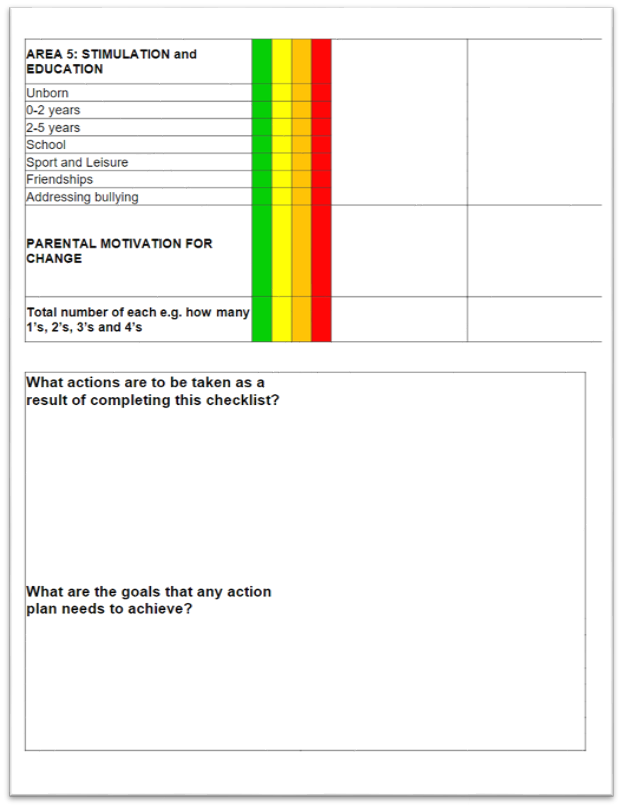 AREA 5: STIMULATION and
EDUCATION
Unborn
0-2 years
2-5 years
School
Sport and Leisure
Friendships
Addressing bullying
PARENTAL MOTIVATION FOR
CHANGE
Total number of each e.g. how many
1's, 2's, 3's and 4's
What actions are to be taken as a
result of completing this checklist?
What are the goals that any action
plan needs to achieve?